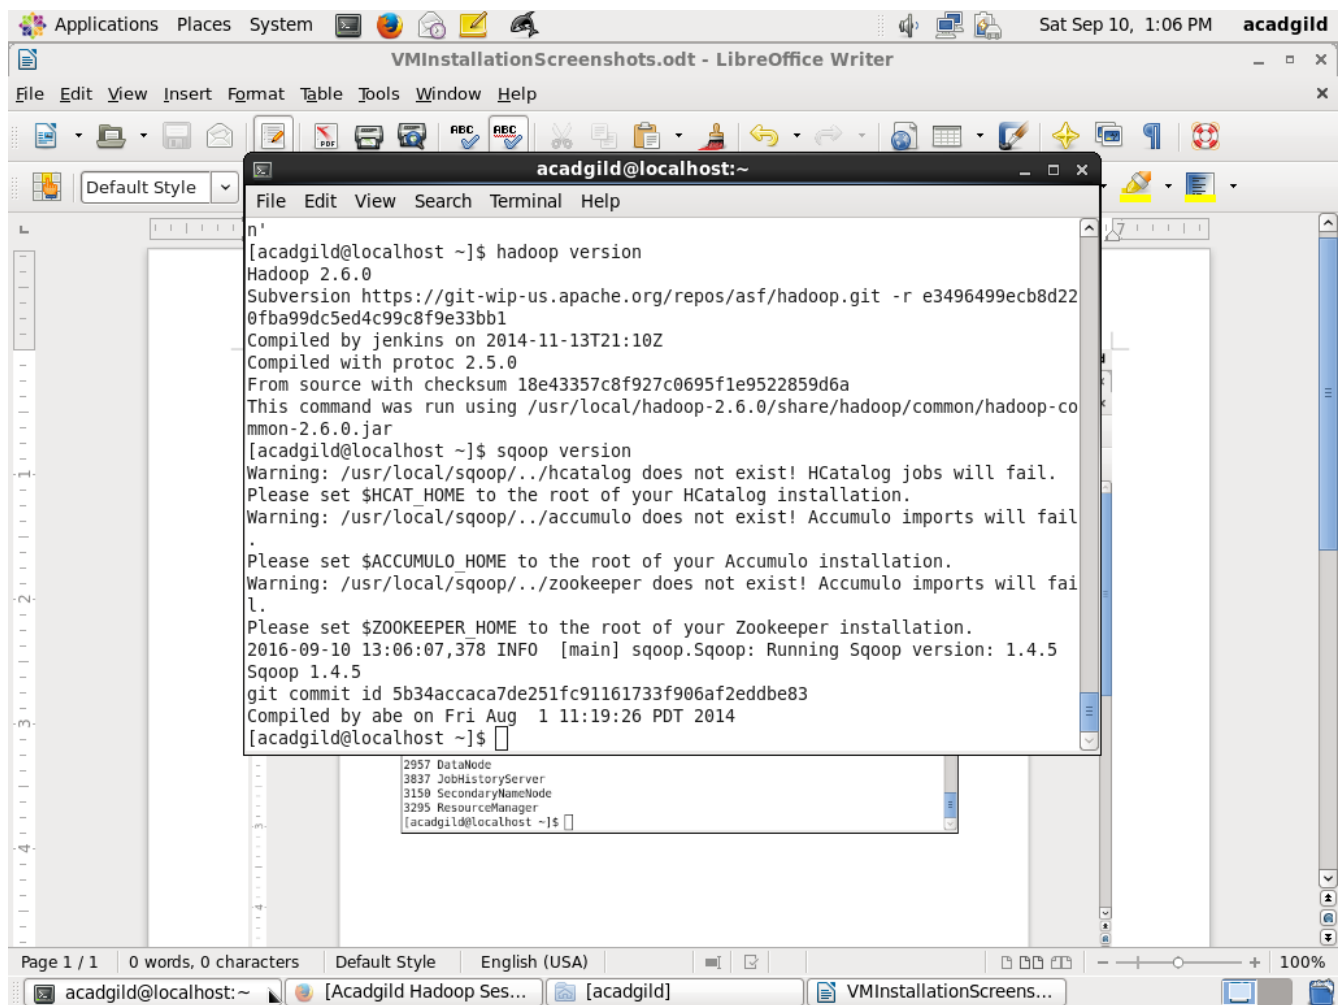 Applications Places System Sat Sep 10, 1:06 PM acadgild
VMInstallationScreenshots.odt - LibreOffice Writer
File Edit View Insert Format Table Tools Window Help
PDF ABC ABC
Default Style
acadgild@localhost:~
File Edit View Search Terminal Help
7
n'
[acadgild@localhost ~]$ hadoop version
Hadoop 2.6.0
Subversion https://git-wip-us.apache.org/repos/asf/hadoop.git -r e3496499ecb8d22
0fba99dc5ed4c99c8f9e33bb1
Compiled by jenkins on 2014-11-13T21:10Z
Compiled with protoc 2.5.0
From source with checksum 18e43357c8f927c0695f1e9522859d6a
This command was run using /usr/local/hadoop-2.6.0/share/hadoop/common/hadoop-co
mmon-2.6.0.jar
[acadgild@localhost ~]$ sqoop version
Warning: /usr/local/sqoop/../hcatalog does not exist! HCatalog jobs will fail.
Please set $HCAT_HOME to the root of your HCatalog installation.
Warning: /usr/local/sqoop/../accumulo does not exist! Accumulo imports will fail
.
Please set $ACCUMULO_HOME to the root of your Accumulo installation.
Warning: /usr/local/sqoop/../zookeeper does not exist! Accumulo imports will fai
l.
Please set $ZOOKEEPER_HOME to the root of your Zookeeper installation.
2016-09-10 13:06:07,378 INFO  [main] sqoop.Sqoop: Running Sqoop version: 1.4.5
Sqoop 1.4.5
git commit id 5b34accaca7de251fc91161733f906af2eddbe83
Compiled by abe on Fri Aug  1 11:19:26 PDT 2014
[acadgild@localhost ~]$
2957 DataNode
3837 JobHistoryServer
3150 SecondaryNameNode
3295 ResourceManager
[acadgild@localhost ~]$
1
2
3
4
3
4
Page 1 / 1 0 words, 0 characters Default Style English (USA) 100%
acadgild@localhost:~ [Acadgild Hadoop Ses... [acadgild] VMInstallationScreens...